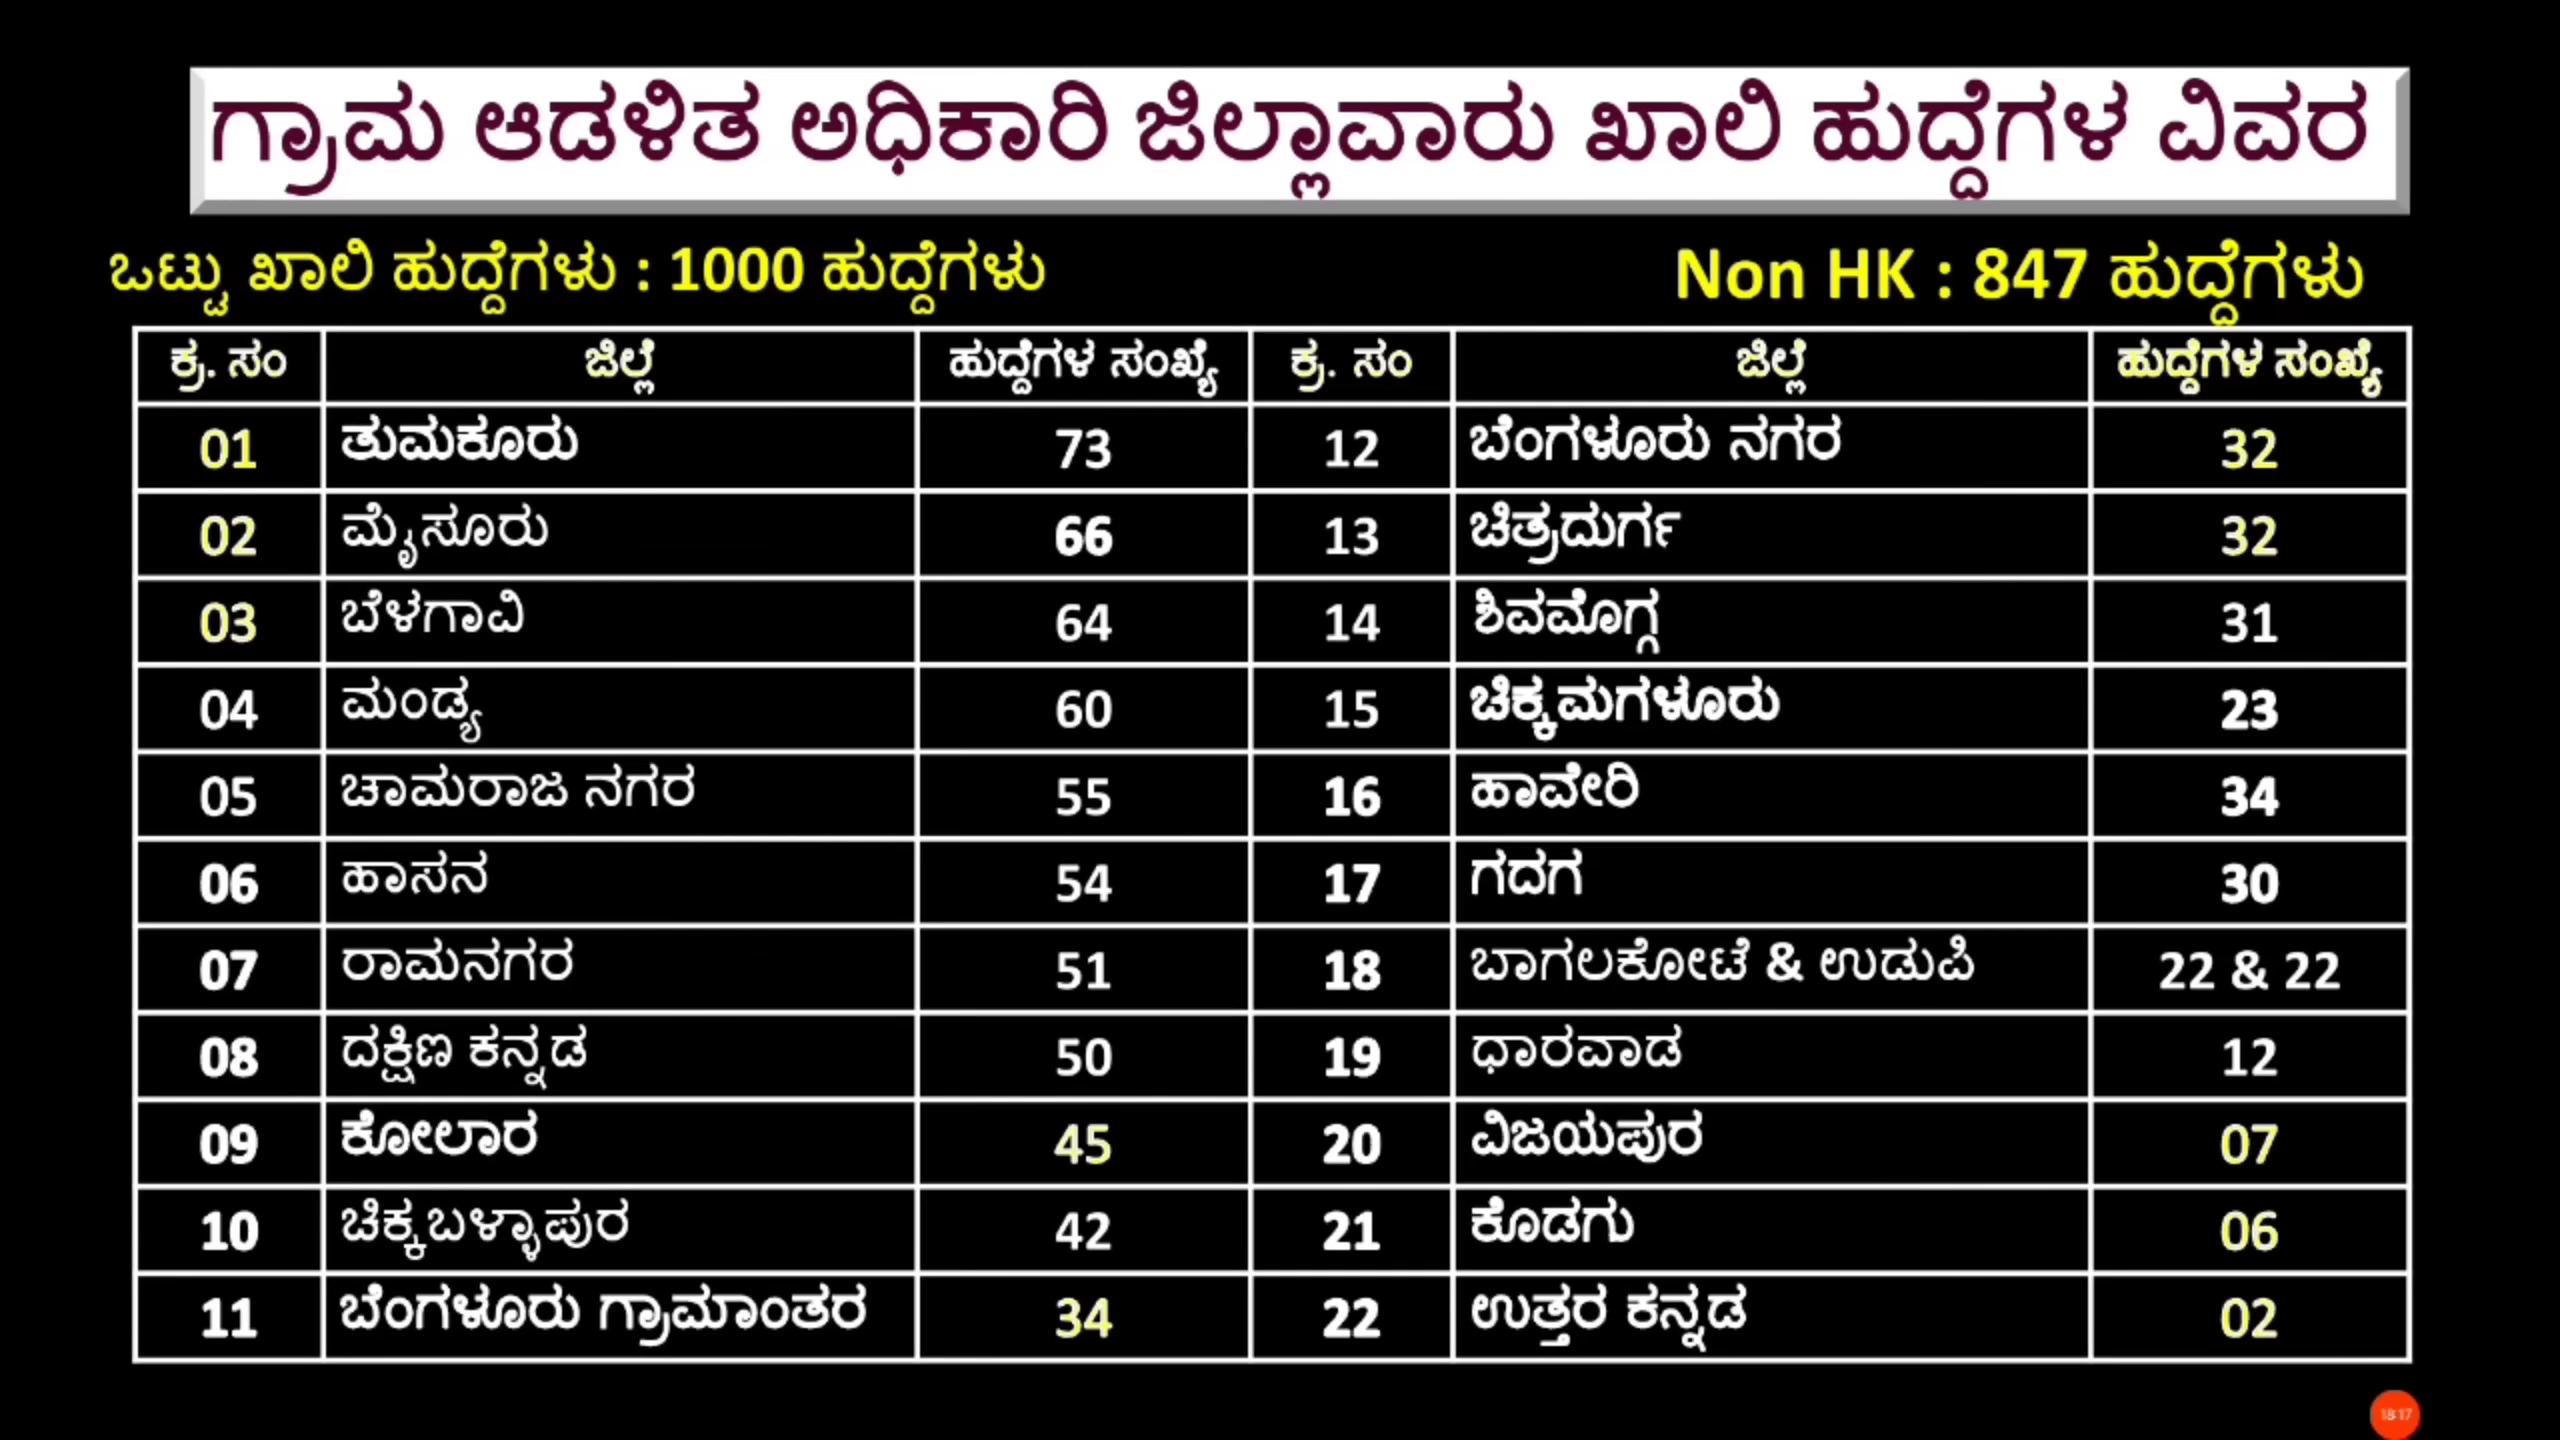 ಗ್ರಾಮ ಆಡಳಿತ ಅಧಿಕಾರಿ ಜಿಲ್ಲಾವಾರು ಖಾಲಿ ಹುದ್ದೆಗಳ ವಿವರ
ಒಟ್ಟು ಖಾಲಿ ಹುದ್ದೆಗಳು : 1000 ಹುದ್ದೆಗಳು Non HK : 847 ಹುದ್ದೆಗಳು
ಕ್ರ. ಸಂ ಜಿಲ್ಲೆ ಹುದ್ದೆಗಳ ಸಂಖ್ಯೆ ಕ್ರ. ಸಂ ಜಿಲ್ಲೆ ಹುದ್ದೆಗಳ ಸಂಖ್ಯೆ
01 ತುಮಕೂರು 73 12 ಬೆಂಗಳೂರು ನಗರ 32
02 ಮೈಸೂರು 66 13 ಚಿತ್ರದುರ್ಗ 32
03 ಬೆಳಗಾವಿ 64 14 ಶಿವಮೊಗ್ಗ 31
04 ಮಂಡ್ಯ 60 15 ಚಿಕ್ಕಮಗಳೂರು 23
05 ಚಾಮರಾಜ ನಗರ 55 16 ಹಾವೇರಿ 34
06 ಹಾಸನ 54 17 ಗದಗ 30
07 ರಾಮನಗರ 51 18 ಬಾಗಲಕೋಟೆ & ಉಡುಪಿ 22 & 22
08 ದಕ್ಷಿಣ ಕನ್ನಡ 50 19 ಧಾರವಾಡ 12
09 ಕೋಲಾರ 45 20 ವಿಜಯಪುರ 07
10 ಚಿಕ್ಕಬಳ್ಳಾಪುರ 42 21 ಕೊಡಗು 06
11 ಬೆಂಗಳೂರು ಗ್ರಾಮಾಂತರ 34 22 ಉತ್ತರ ಕನ್ನಡ 02
18:17